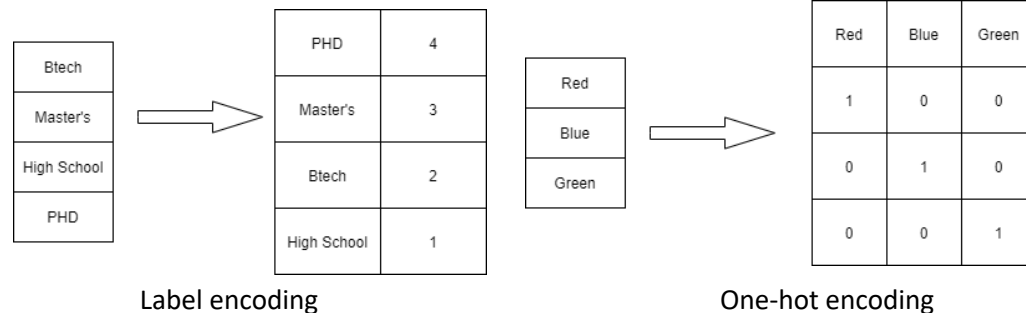 Btech
Master's
High School
PHD
PHD 4
Master's 3
Btech 2
High School 1
Label encoding
Red
Blue
Green
Red Blue Green
1 0 0
0 1 0
0 0 1
One-hot encoding